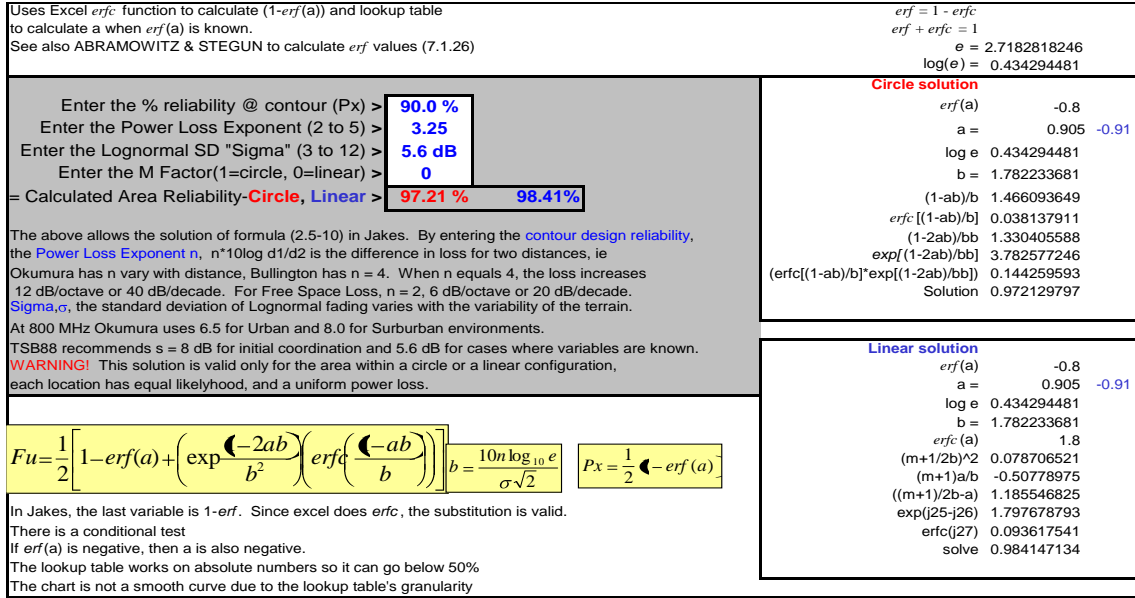 Uses Excel erfc function to calculate (1-erf(a)) and lookup table
to calculate a when erf(a) is known.
See also ABRAMOWITZ & STEGUN to calculate erf values (7.1.26)
erf = 1 - erfc
erf + erfc = 1
e = 2.7182818246
log(e) = 0.434294481
Enter the % reliability @ contour (Px) > 90.0 %
Enter the Power Loss Exponent (2 to 5) > 3.25
Enter the Lognormal SD "Sigma" (3 to 12) > 5.6 dB
Enter the M Factor(1=circle, 0=linear) > 0
= Calculated Area Reliability-Circle, Linear > 97.21 % 98.41%
The above allows the solution of formula (2.5-10) in Jakes. By entering the contour design reliability,
the Power Loss Exponent n, n*10log d1/d2 is the difference in loss for two distances, ie
Okumura has n vary with distance, Bullington has n = 4. When n equals 4, the loss increases
12 dB/octave or 40 dB/decade. For Free Space Loss, n = 2, 6 dB/octave or 20 dB/decade.
Sigma,σ, the standard deviation of Lognormal fading varies with the variability of the terrain.
At 800 MHz Okumura uses 6.5 for Urban and 8.0 for Surburban environments.
TSB88 recommends s = 8 dB for initial coordination and 5.6 dB for cases where variables are known.
WARNING! This solution is valid only for the area within a circle or a linear configuration,
each location has equal likelyhood, and a uniform power loss.
Circle solution
erf(a) -0.8
a = 0.905 -0.91
log e 0.434294481
b = 1.782233681
(1-ab)/b 1.466093649
erfc[(1-ab)/b] 0.038137911
(1-2ab)/bb 1.330405588
exp[(1-2ab)/bb] 3.782577246
(erfc[(1-ab)/b]*exp[(1-2ab)/bb]) 0.144259593
Solution 0.972129797
Linear solution
erf(a) -0.8
a = 0.905 -0.91
log e 0.434294481
b = 1.782233681
erfc(a) 1.8
(m+1/2b)^2 0.078706521
(m+1)a/b -0.50778975
((m+1)/2b-a) 1.185546825
exp(j25-j26) 1.797678793
erfc(j27) 0.093617541
solve 0.984147134
Fu=1/2[1-erf(a)+(exp(-2ab)/b²)(erfc(-ab)/b))]
b = 10n log₁₀ e/σ√2
Px = 1/2 (-erf(a)]
In Jakes, the last variable is 1-erf. Since excel does erfc, the substitution is valid.
There is a conditional test
If erf(a) is negative, then a is also negative.
The lookup table works on absolute numbers so it can go below 50%
The chart is not a smooth curve due to the lookup table's granularity